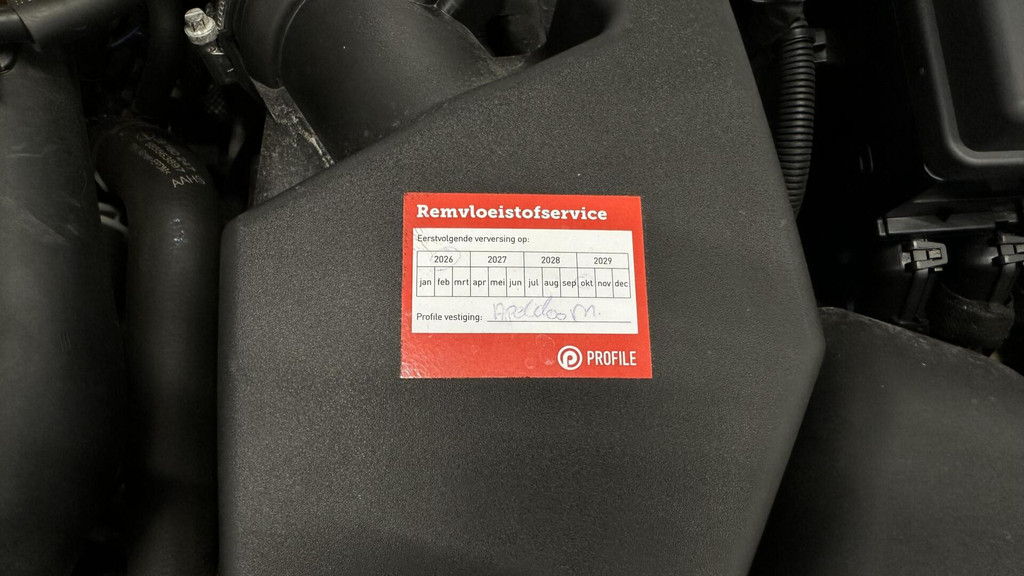 Remvloeistofservice
Eerstvolgende verversing op:
2026 2027 2028 2029
jan feb mrt apr mei jun jul aug sep okt nov dec
Profile vestiging: Apeldoorn.
PROFILE